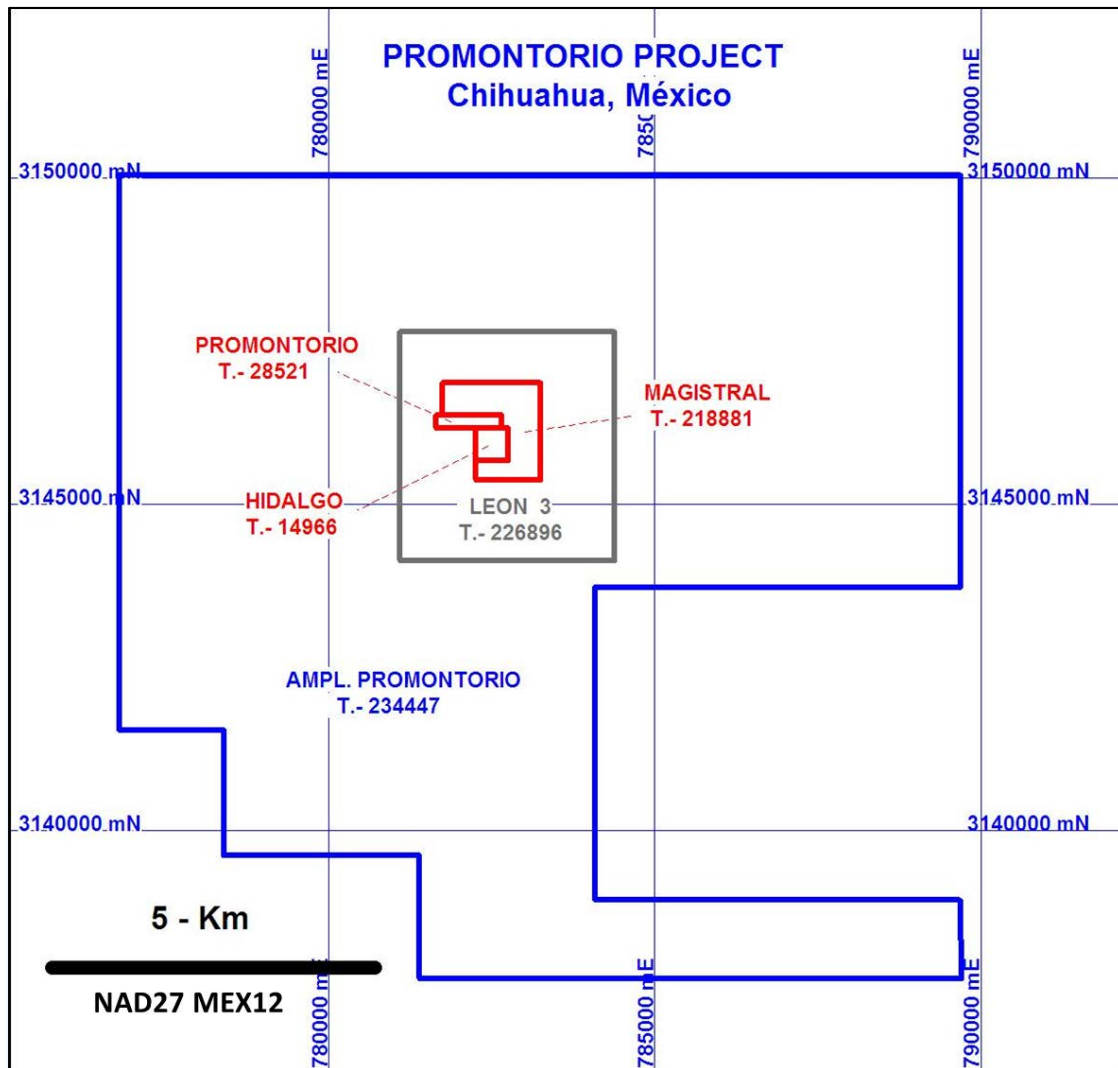 PROMONTORIO PROJECT
Chihuahua, México
780000 mE
785
790000 mE
3150000 mN
3150000 mN
PROMONTORIO
T.- 28521
MAGISTRAL
T.- 218881
HIDALGO
T.- 14966
LEON 3
T.- 226896
3145000 mN
3145000 mN
AMPL. PROMONTORIO
T.- 234447
3140000 mN
3140000 mN
5 - Km
NAD27 MEX12
780000 mE
785000 mE
790000 mE